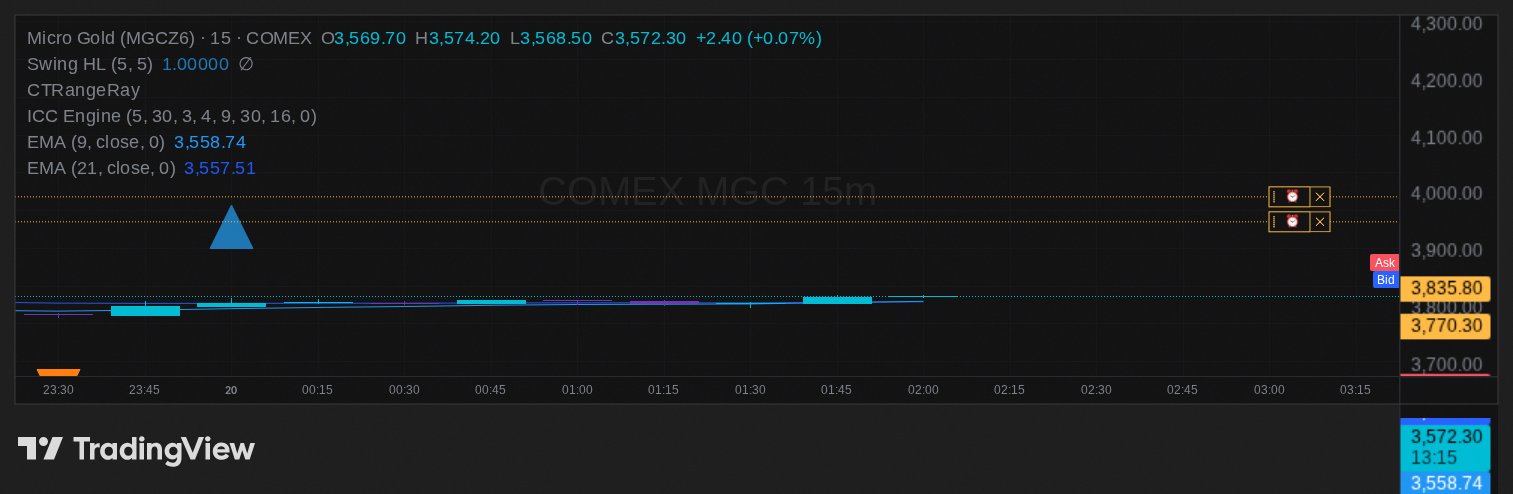 Micro Gold (MGCZ6) · 15 · COMEX O3,569.70 H3,574.20 L3,568.50 C3,572.30 +2.40 (+0.07%)
Swing HL (5, 5) 1.00000 ∅
CTRangeRay
ICC Engine (5, 30, 3, 4, 9, 30, 16, 0)
EMA (9, close, 0) 3,558.74
EMA (21, close, 0) 3,557.51
COMEX MGC 15m
4,300.00
4,200.00
4,100.00
4,000.00
3,900.00
Ask
Bid
3,835.80
3,800.00
3,770.30
3,700.00
23:30 23:45 20 00:15 00:30 00:45 01:00 01:15 01:30 01:45 02:00 02:15 02:30 02:45 03:00 03:15
TradingView
3,572.30
13:15
3,558.74